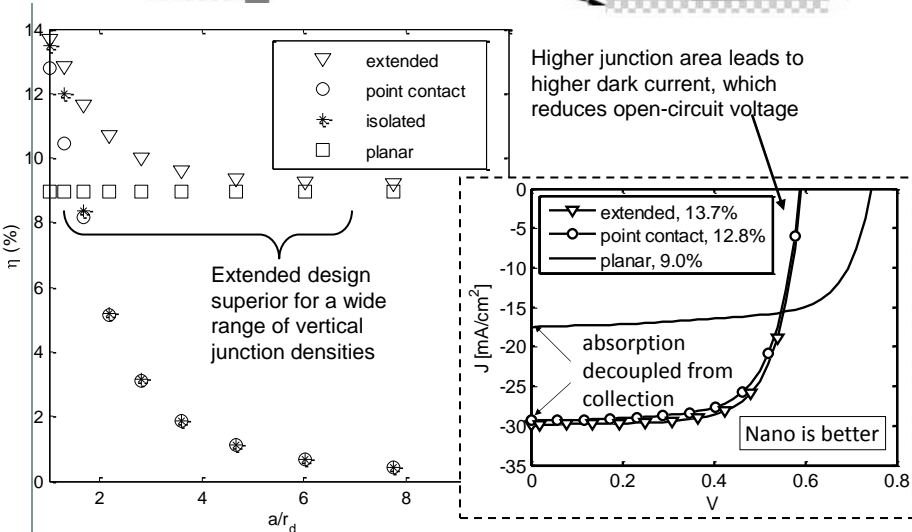 14
12
10
8
6
4
2
0
η (%)
2
4
6
8
a/r_d
extended
point contact
isolated
planar
Extended design
superior for a wide
range of vertical
junction densities
Higher junction area leads to
higher dark current, which
reduces open-circuit voltage
0
-5
-10
-15
-20
-25
-30
-35
J [mA/cm²]
0
0.2
0.4
0.6
0.8
V
extended, 13.7%
point contact, 12.8%
planar, 9.0%
absorption
decoupled from
collection
Nano is better